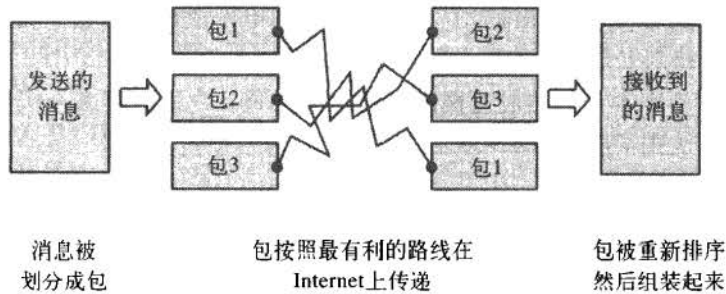 包1
包2
发送的
消息
包2
包3
接收到
的消息
包3
包1
消息被
划分成包
包按照最有利的路线在
Internet上传递
包被重新排序
然后组装起来